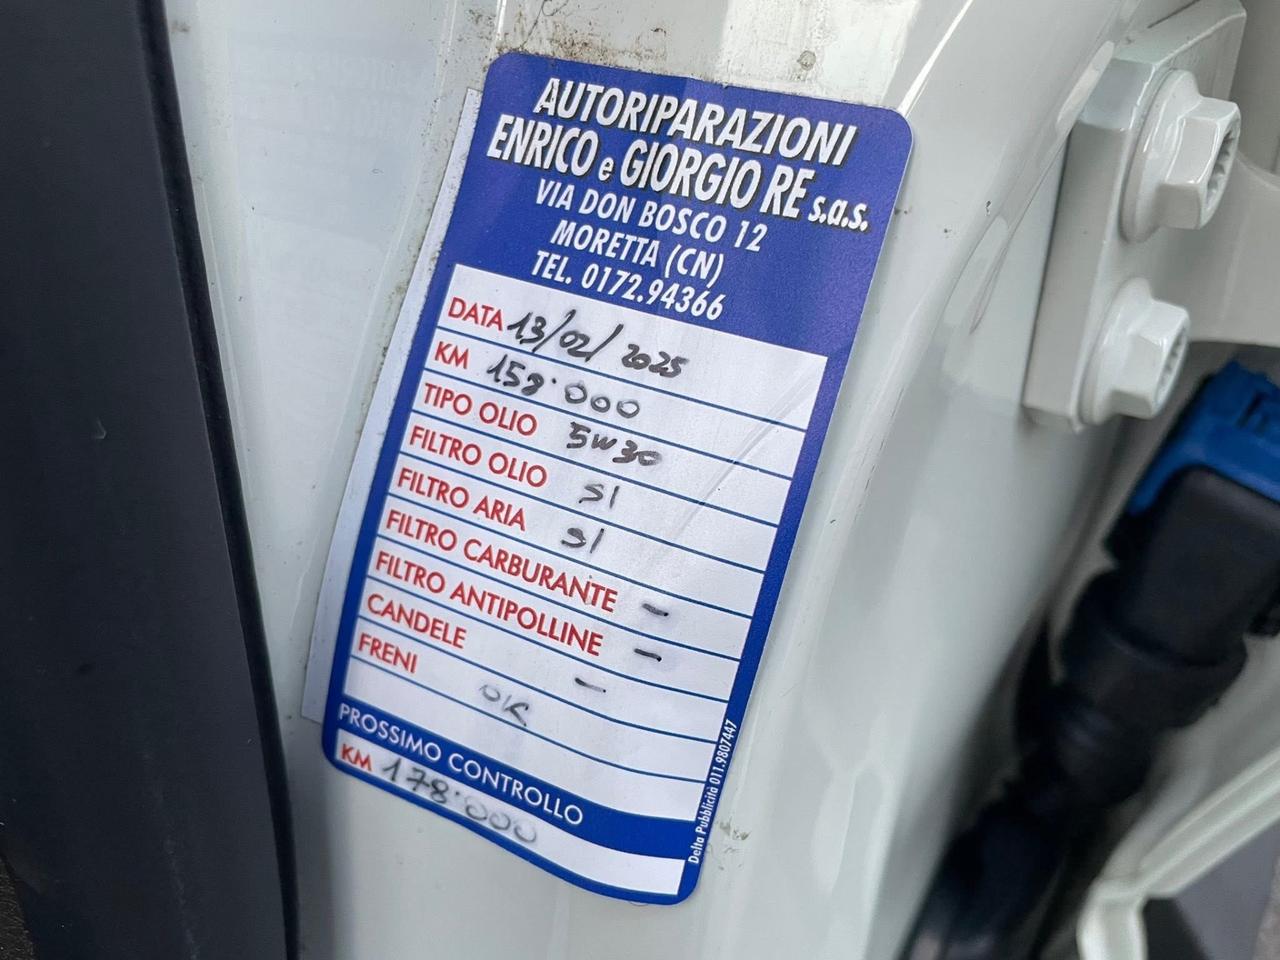 AUTORIPARAZIONI
ENRICO e GIORGIO RE s.a.s.
VIA DON BOSCO 12
MORETTA (CN)
TEL. 0172.94366
DATA 13/02/2025
KM 158.000
TIPO OLIO 5W30
FILTRO OLIO SI
FILTRO ARIA SI
FILTRO CARBURANTE -
FILTRO ANTIPOLLINE -
CANDELE -
FRENI OK
PROSSIMO CONTROLLO
KM 178.000
Delta Pubblicità 011.9807447